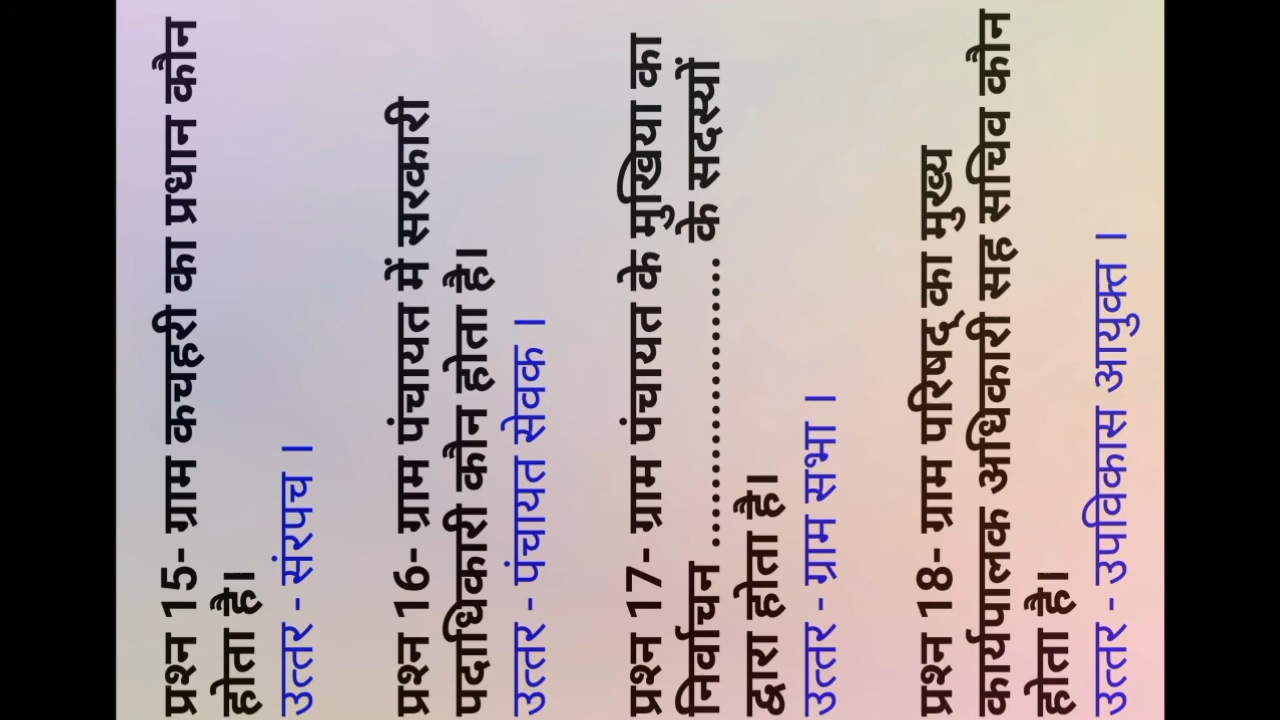 प्रश्न 15- ग्राम कचहरी का प्रधान कौन
होता है।
उत्तर - संरपच ।
प्रश्न 16- ग्राम पंचायत में सरकारी
पदाधिकारी कौन होता है।
उत्तर - पंचायत सेवक ।
प्रश्न 17- ग्राम पंचायत के मुखिया का
निर्वाचन ..................... के सदस्यों
द्वारा होता है।
उत्तर - ग्राम सभा ।
प्रश्न 18- ग्राम परिषद् का मुख्य
कार्यपालक अधिकारी सह सचिव कौन
होता है।
उत्तर - उपविकास आयुक्त ।